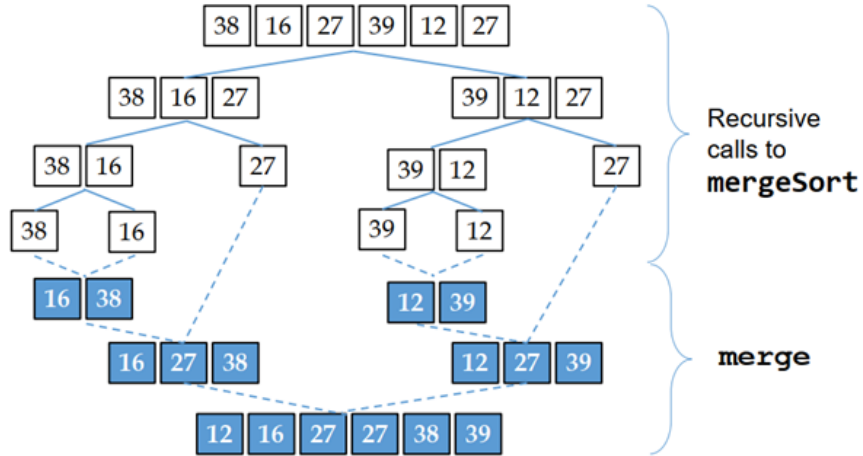 38 16 27 39 12 27
38 16 27 39 12 27
38 16 27 39 12 27
38 16 39 12
Recursive
calls to
mergeSort
16 38 12 39
16 27 38 12 27 39
merge
12 16 27 27 38 39